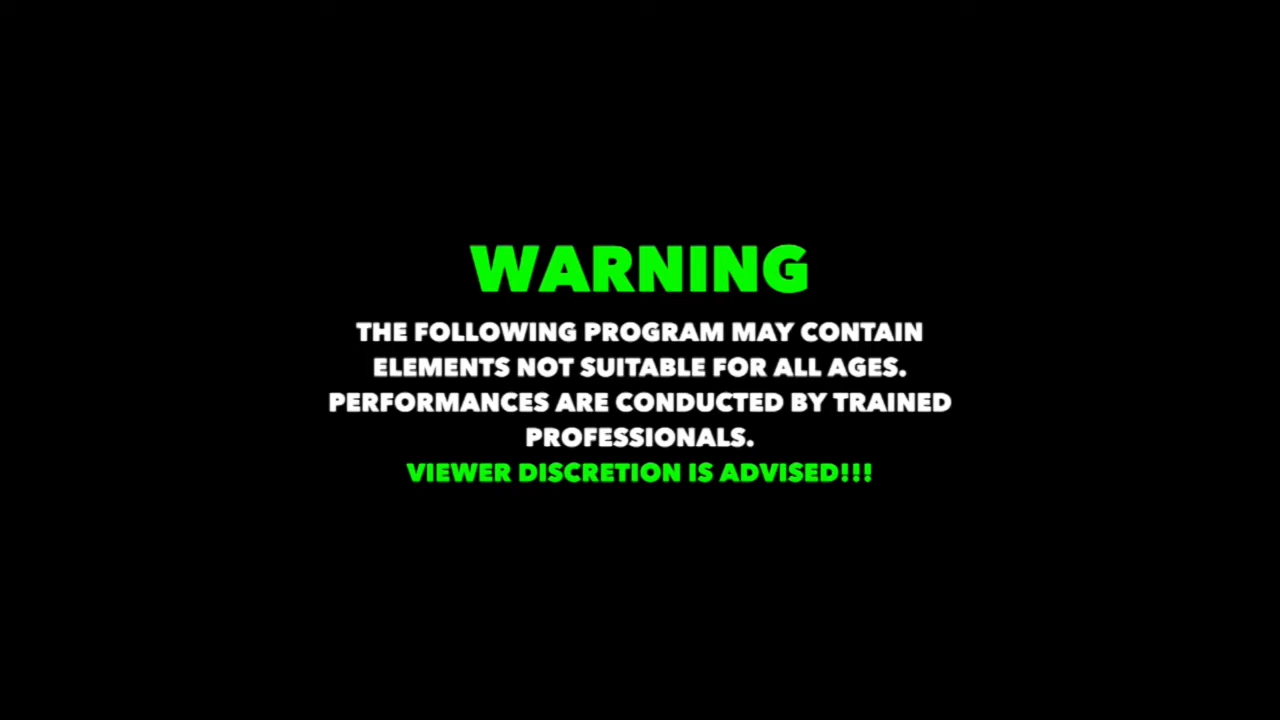 WARNING
THE FOLLOWING PROGRAM MAY CONTAIN
ELEMENTS NOT SUITABLE FOR ALL AGES.
PERFORMANCES ARE CONDUCTED BY TRAINED
PROFESSIONALS.
VIEWER DISCRETION IS ADVISED!!!